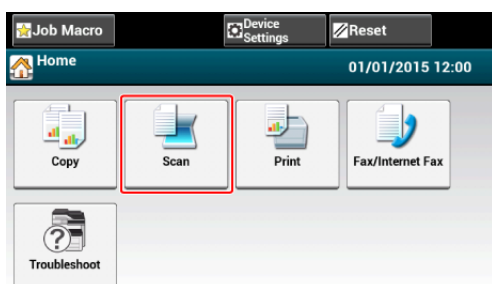 Job Macro
Device
Settings
Reset
Home
01/01/2015 12:00
Copy
Scan
Print
Fax/Internet Fax
Troubleshoot